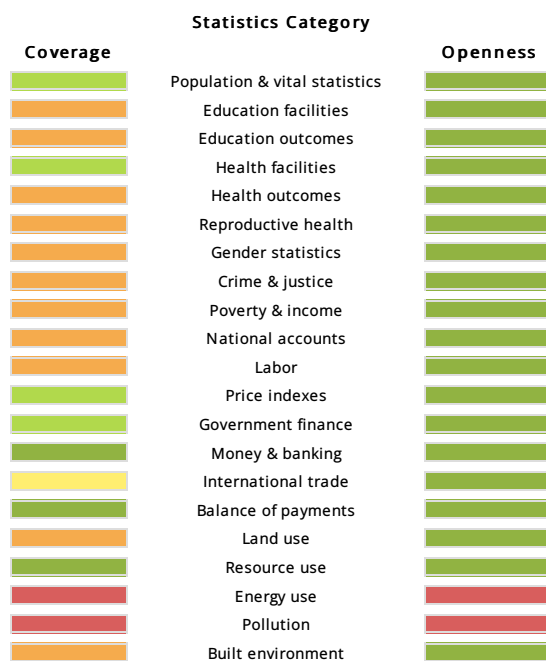 Statistics Category
Coverage
Openness
Population & vital statistics
Education facilities
Education outcomes
Health facilities
Health outcomes
Reproductive health
Gender statistics
Crime & justice
Poverty & income
National accounts
Labor
Price indexes
Government finance
Money & banking
International trade
Balance of payments
Land use
Resource use
Energy use
Pollution
Built environment